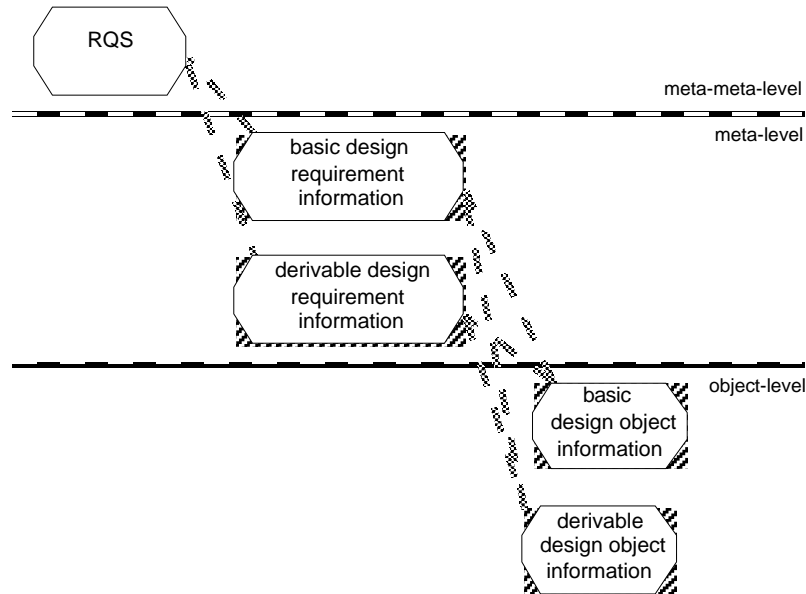 RQS
meta-meta-level
meta-level
basic design
requirement
information
derivable design
requirement
information
object-level
basic
design object
information
derivable
design object
information